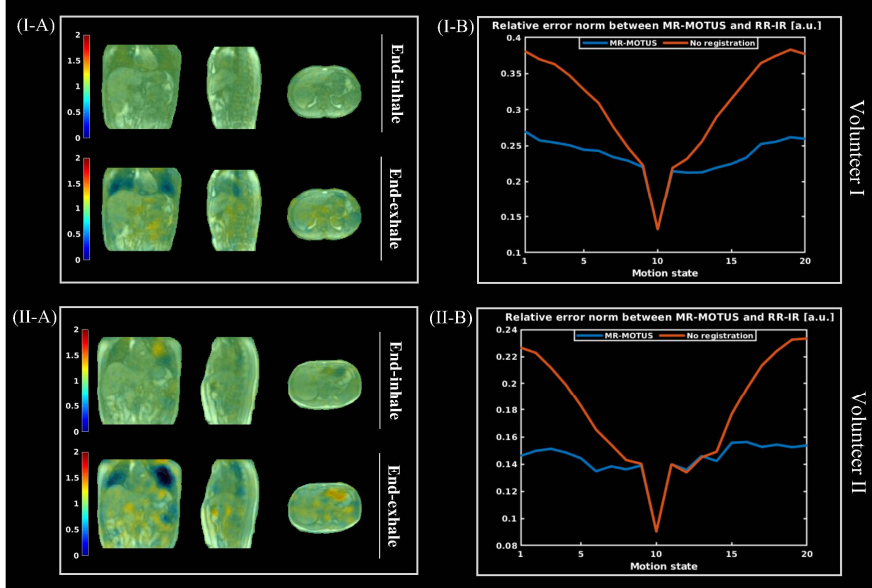 (I-A)
2
1.5
1
0.5
0
End-inhale
2
1.5
1
0.5
0
End-exhale
(I-B)
Relative error norm between MR-MOTUS and RR-IR [a.u.]
MR-MOTUS
No registration
0.4
0.35
0.3
0.25
0.2
0.15
0.1
1 5 10 15 20
Motion state
Volunteer I
(II-A)
2
1.5
1
0.5
0
End-inhale
2
1.5
1
0.5
0
End-exhale
(II-B)
Relative error norm between MR-MOTUS and RR-IR [a.u.]
MR-MOTUS
No registration
0.24
0.22
0.2
0.18
0.16
0.14
0.12
0.1
0.08
1 5 10 15 20
Motion state
Volunteer II